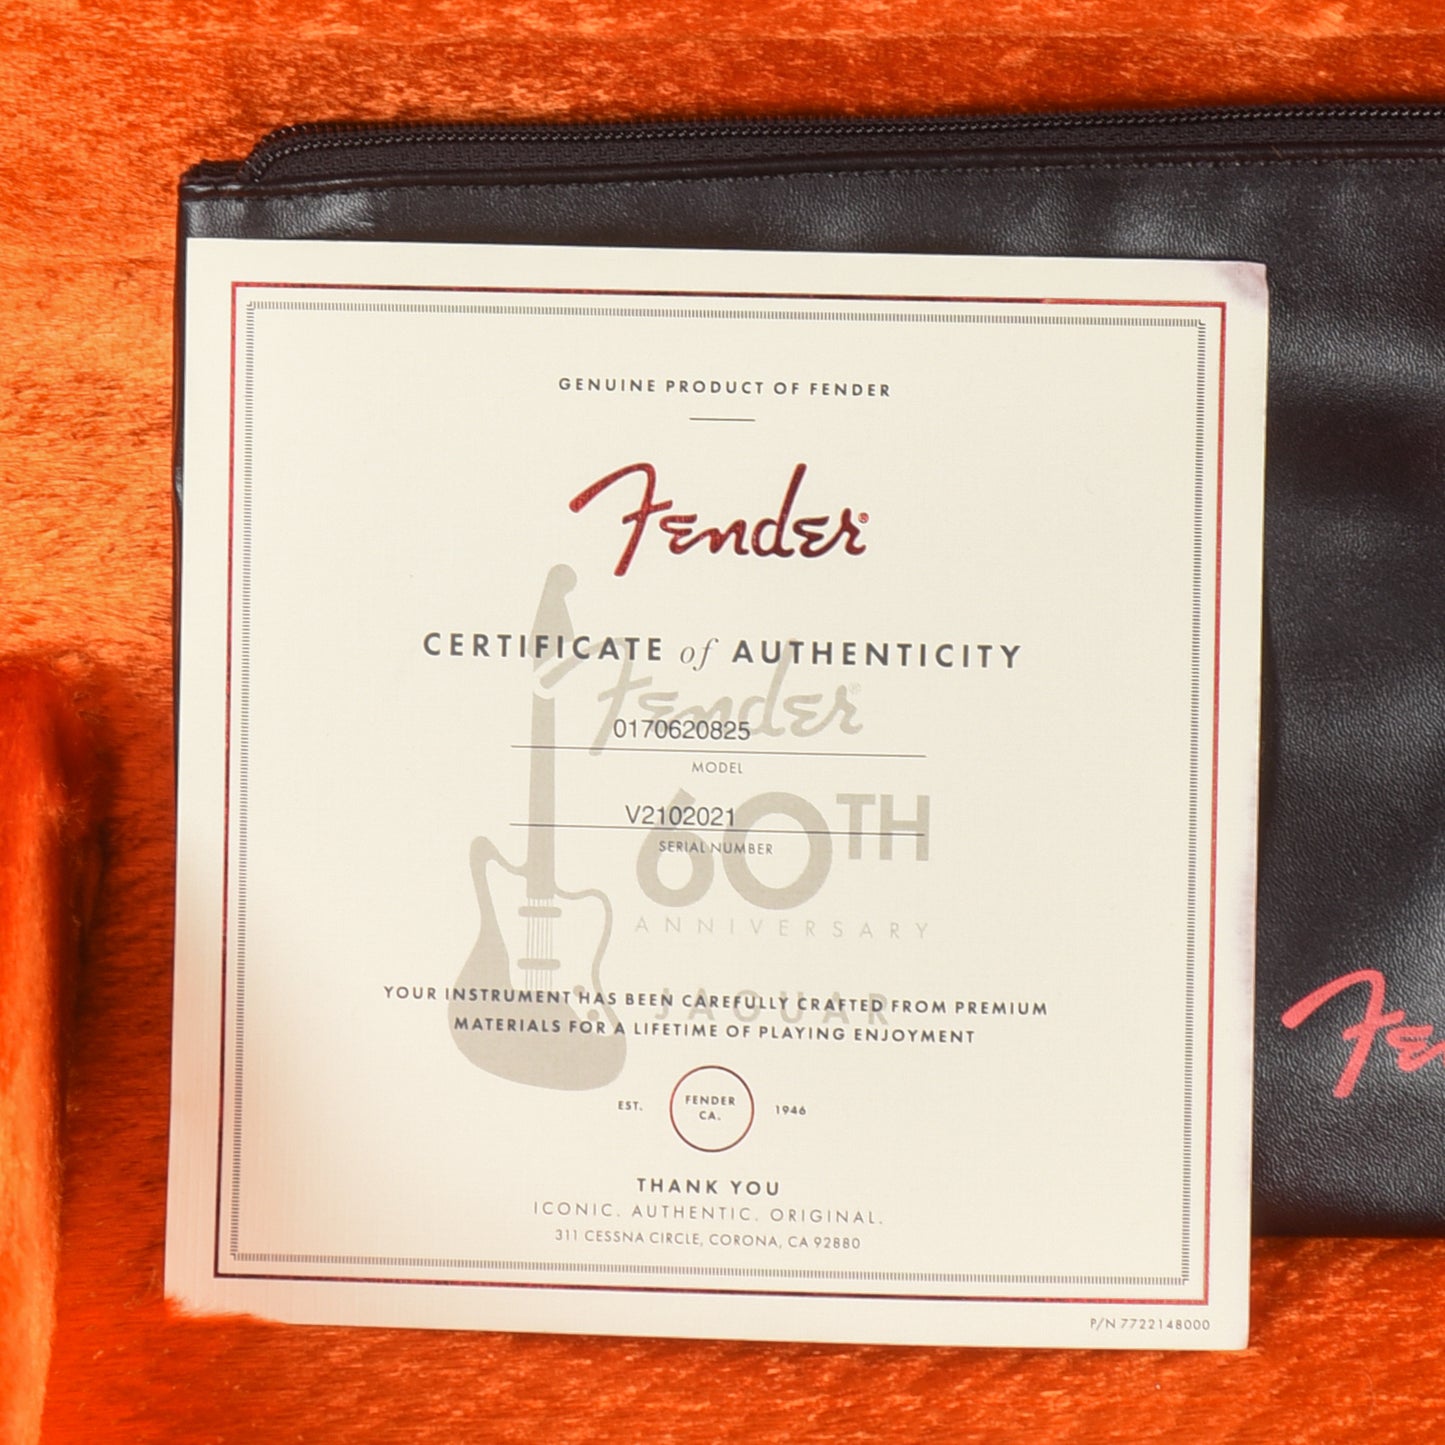 GENUINE PRODUCT OF FENDER
Fender®
CERTIFICATE of AUTHENTICITY
Fender®
0170620825
MODEL
V2102021
60TH
SERIAL NUMBER
ANNIVERSARY
JAGUAR
YOUR INSTRUMENT HAS BEEN CAREFULLY CRAFTED FROM PREMIUM
MATERIALS FOR A LIFETIME OF PLAYING ENJOYMENT
EST.
FENDER
CA.
1946
THANK YOU
ICONIC. AUTHENTIC. ORIGINAL.
311 CESSNA CIRCLE, CORONA, CA 92880
P/N 7722148000
Fe